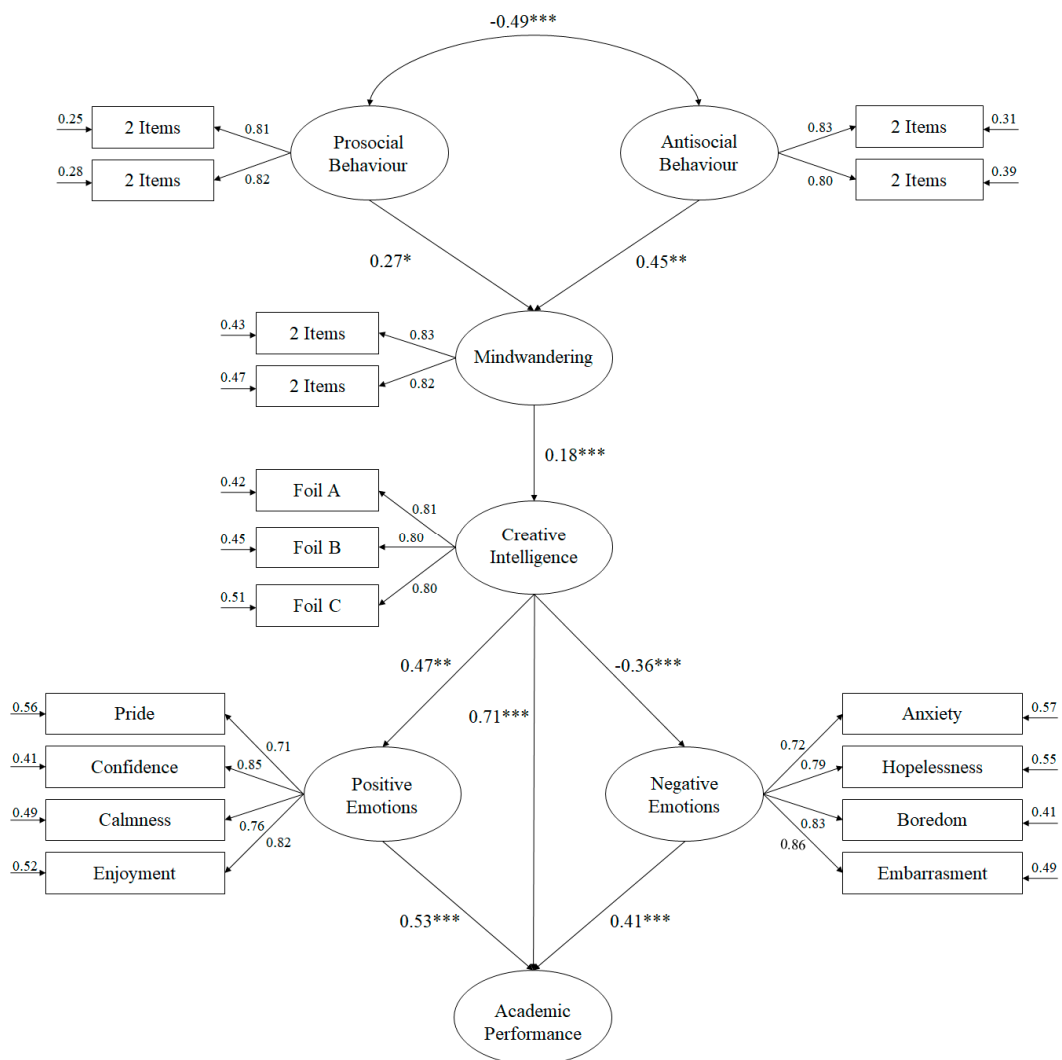 -0.49***
0.25
2 Items
0.81
Prosocial
Behaviour
0.28
2 Items
0.82
Antisocial
Behaviour
0.83
2 Items
0.31
0.80
2 Items
0.39
0.27*
0.45**
0.43
2 Items
0.83
Mindwandering
0.47
2 Items
0.82
0.18***
0.42
Foil A
0.81
0.45
Foil B
0.80
Creative
Intelligence
0.51
Foil C
0.80
0.47**
0.71***
-0.36***
0.56
Pride
0.71
0.41
Confidence
0.85
0.49
Calmness
0.76
0.52
Enjoyment
0.82
Positive
Emotions
Negative
Emotions
0.72
Anxiety
0.57
0.79
Hopelessness
0.55
0.83
Boredom
0.41
0.86
Embarrasment
0.49
0.53***
0.41***
Academic
Performance